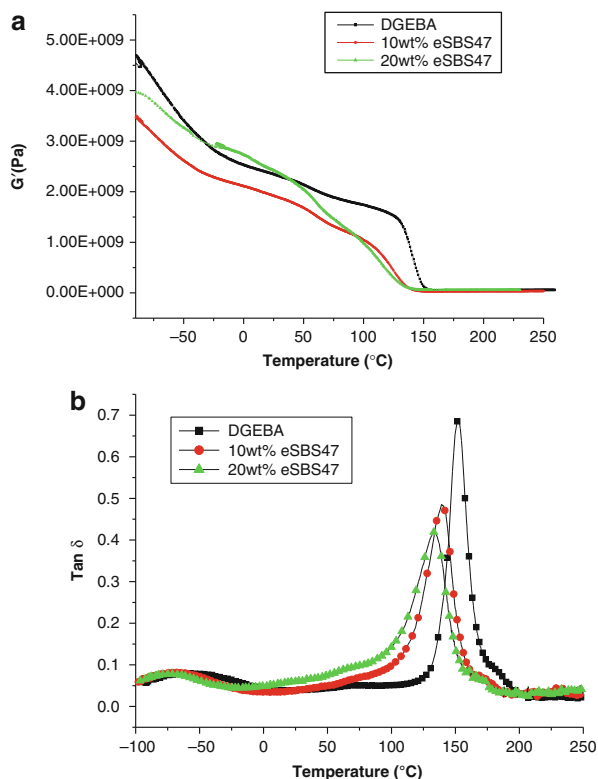 a
DGEBA
10wt% eSBS47
20wt% eSBS47
5.00E+009
4.00E+009
3.00E+009
2.00E+009
1.00E+009
0.00E+000
G′(Pa)
−50 0 50 100 150 200 250
Temperature (°C)
b
DGEBA
10wt% eSBS47
20wt% eSBS47
0.7
0.6
0.5
0.4
0.3
0.2
0.1
0.0
Tan δ
−100 −50 0 50 100 150 200 250
Temperature (°C)